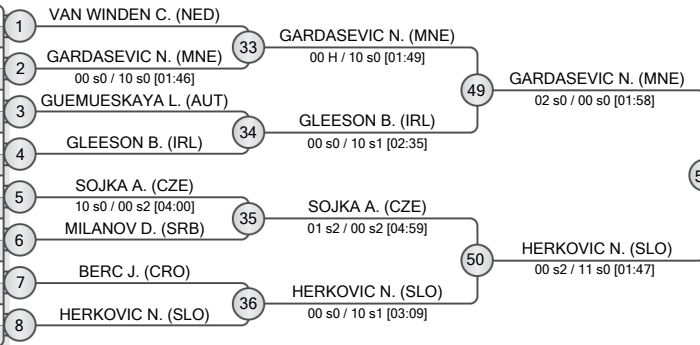 1 VAN WINDEN C. (NED)
2 GARDASEVIC N. (MNE)
00 s0 / 10 s0 [01:46]
33 GARDASEVIC N. (MNE)
00 H / 10 s0 [01:49]
3 GUEMUESKAYA L. (AUT)
4 GLEESON B. (IRL)
34 GLEESON B. (IRL)
00 s0 / 10 s1 [02:35]
49 GARDASEVIC N. (MNE)
02 s0 / 00 s0 [01:58]
5 SOJKA A. (CZE)
10 s0 / 00 s2 [04:00]
6 MILANOV D. (SRB)
35 SOJKA A. (CZE)
01 s2 / 00 s2 [04:59]
7 BERC J. (CRO)
8 HERKOVIC N. (SLO)
36 HERKOVIC N. (SLO)
00 s0 / 10 s1 [03:09]
50 HERKOVIC N. (SLO)
00 s2 / 11 s0 [01:47]